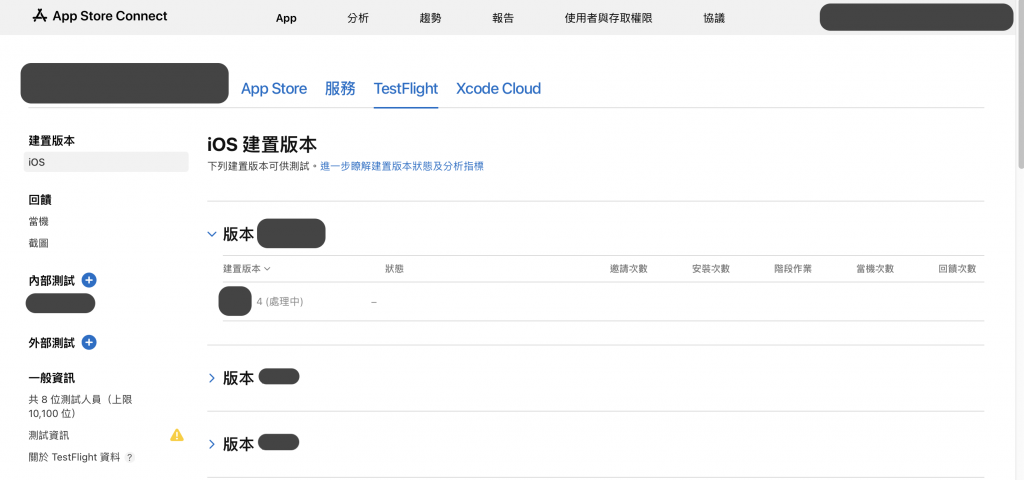 App Store Connect
App 分析 趨勢 報告 使用者與存取權限 協議
App Store 服務 TestFlight Xcode Cloud
建置版本
iOS
回饋
當機
截圖
內部測試
外部測試
一般資訊
共 8 位測試人員（上限
10,100 位）
測試資訊
關於 TestFlight 資料 ?
iOS 建置版本
下列建置版本可供測試。進一步瞭解建置版本狀態及分析指標
版本
建置版本 狀態 邀請次數 安裝次數 階段作業 當機次數 回饋次數
4 (處理中) –
版本
版本